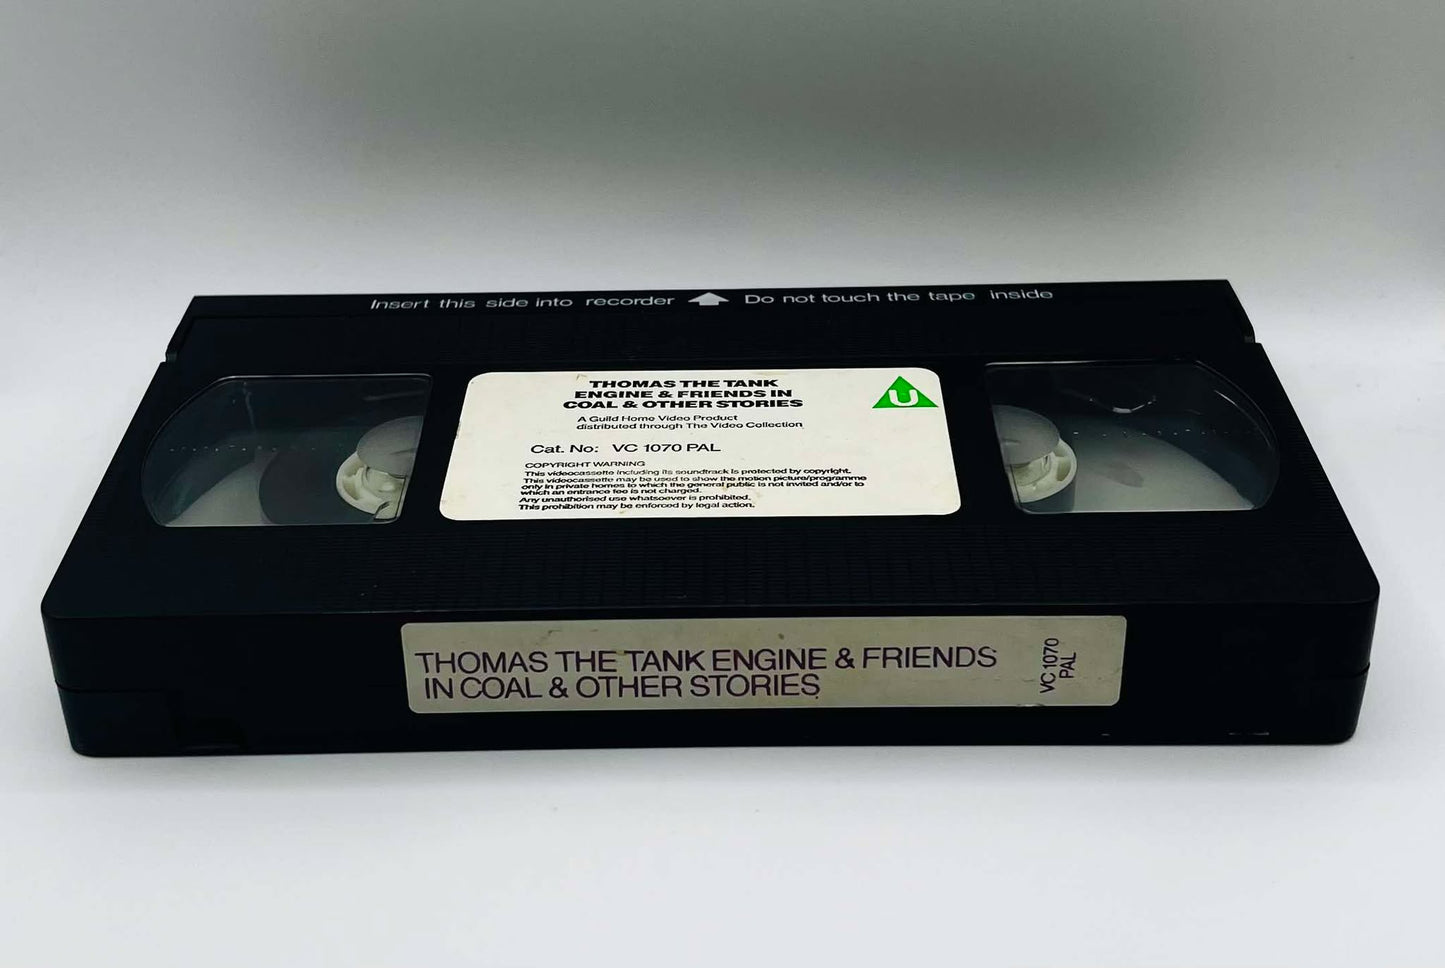 Insert this side into recorder Do not touch the tape inside
THOMAS THE TANK
ENGINE & FRIENDS IN
COAL & OTHER STORIES
U
A Guild Home Video Product
distributed through The Video Collection
Cat. No: VC 1070 PAL
COPYRIGHT WARNING
This videocassette including its soundtrack is protected by copyright.
This videocassette may be used to show the motion picture/programme
only in private homes to which the general public is not invited and/or to
which an entrance fee is not charged.
Any unauthorised use whatsoever is prohibited.
This prohibition may be enforced by legal action.
THOMAS THE TANK ENGINE & FRIENDS
IN COAL & OTHER STORIES
VC 1070
PAL